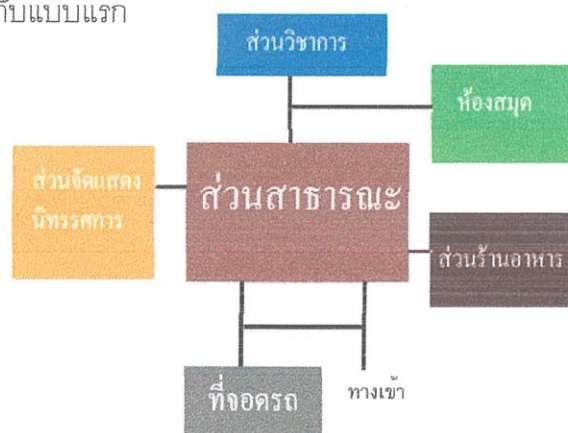 กับแบบแรก
ส่วนวิชาการ
ห้องสมุด
ส่วนจัดแสดง
นิทรรศการ
ส่วนสาธารณะ
ส่วนร้านอาหาร
ที่จอดรถ
ทางเข้า